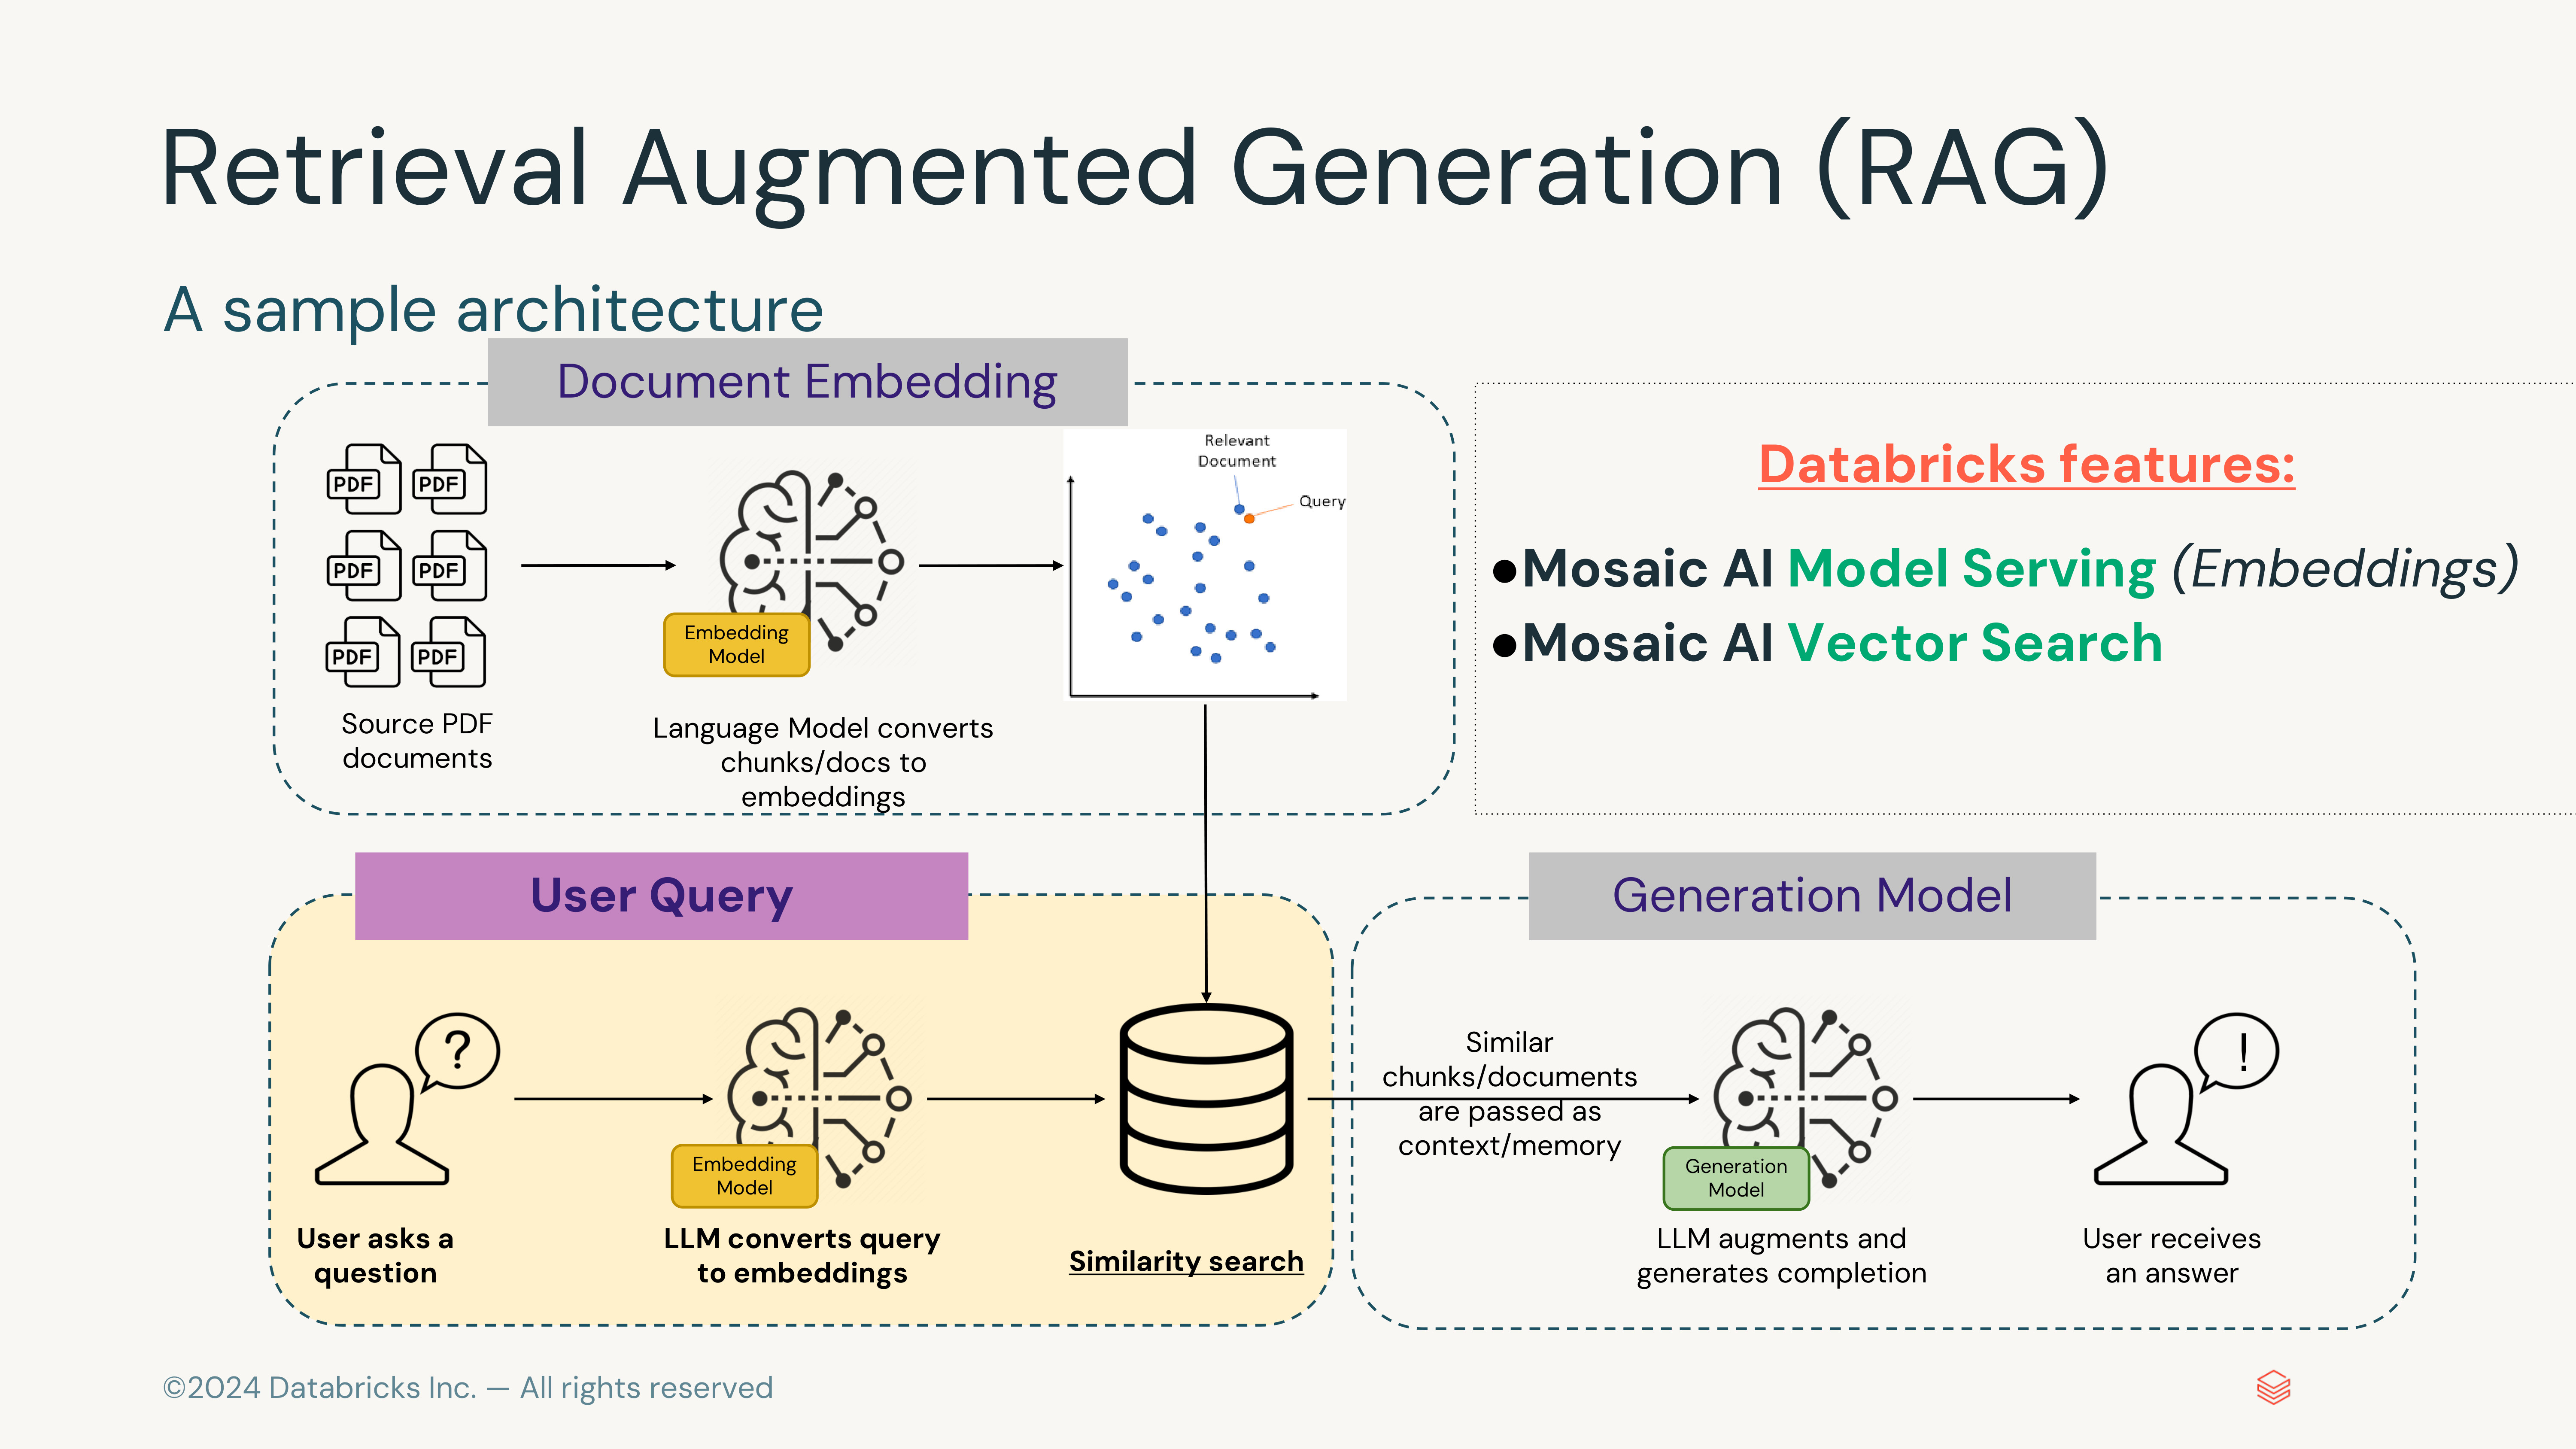 Retrieval Augmented Generation (RAG)
A sample architecture
Document Embedding
PDF PDF
PDF PDF
PDF PDF
Source PDF
documents
Embedding
Model
Language Model converts
chunks/docs to
embeddings
Relevant
Document
Query
Databricks features:
●Mosaic AI Model Serving (Embeddings)
●Mosaic AI Vector Search
User Query
?
User asks a
question
Embedding
Model
LLM converts query
to embeddings
Similarity search
Generation Model
Similar
chunks/documents
are passed as
context/memory
Generation
Model
LLM augments and
generates completion
!
User receives
an answer
©2024 Databricks Inc. — All rights reserved